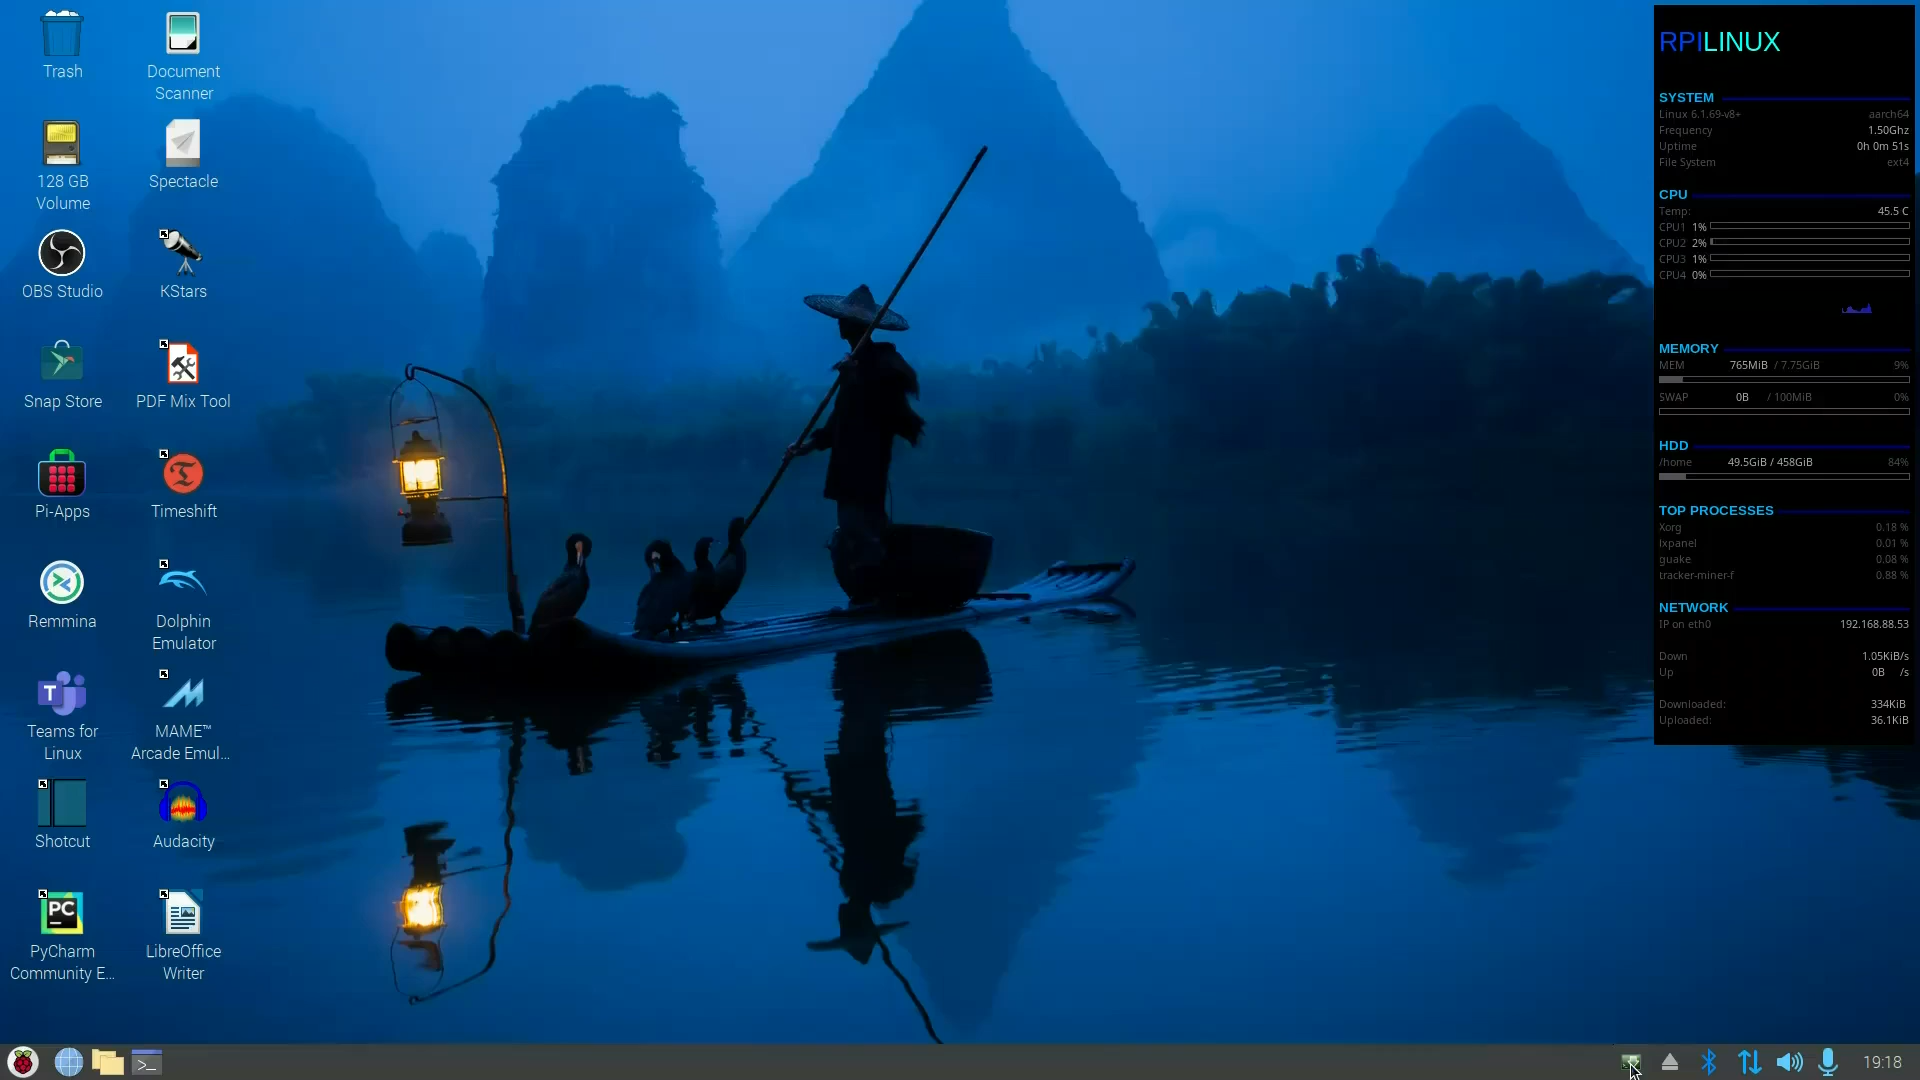 Trash
Document
Scanner
128 GB
Volume
Spectacle
OBS Studio
KStars
Snap Store
PDF Mix Tool
Pi-Apps
Timeshift
Remmina
Dolphin
Emulator
Teams for
Linux
MAME™
Arcade Emul...
Shotcut
Audacity
PC
PyCharm
Community E...
LibreOffice
Writer
RPILINUX
SYSTEM
Linux 6.1.69-v8+ aarch64
Frequency 1.50Ghz
Uptime 0h 0m 51s
File System ext4
CPU
Temp: 45.5 C
CPU1 1%
CPU2 2%
CPU3 1%
CPU4 0%
MEMORY
MEM 765MiB / 7.75GiB 9%
SWAP 0B / 100MiB 0%
HDD
/home 49.5GiB / 458GiB 84%
TOP PROCESSES
Xorg 0.18 %
lxpanel 0.01 %
guake 0.08 %
tracker-miner-f 0.88 %
NETWORK
IP on eth0 192.168.88.53
Down 1.05KiB/s
Up 0B /s
Downloaded: 334KiB
Uploaded: 36.1KiB
19:18